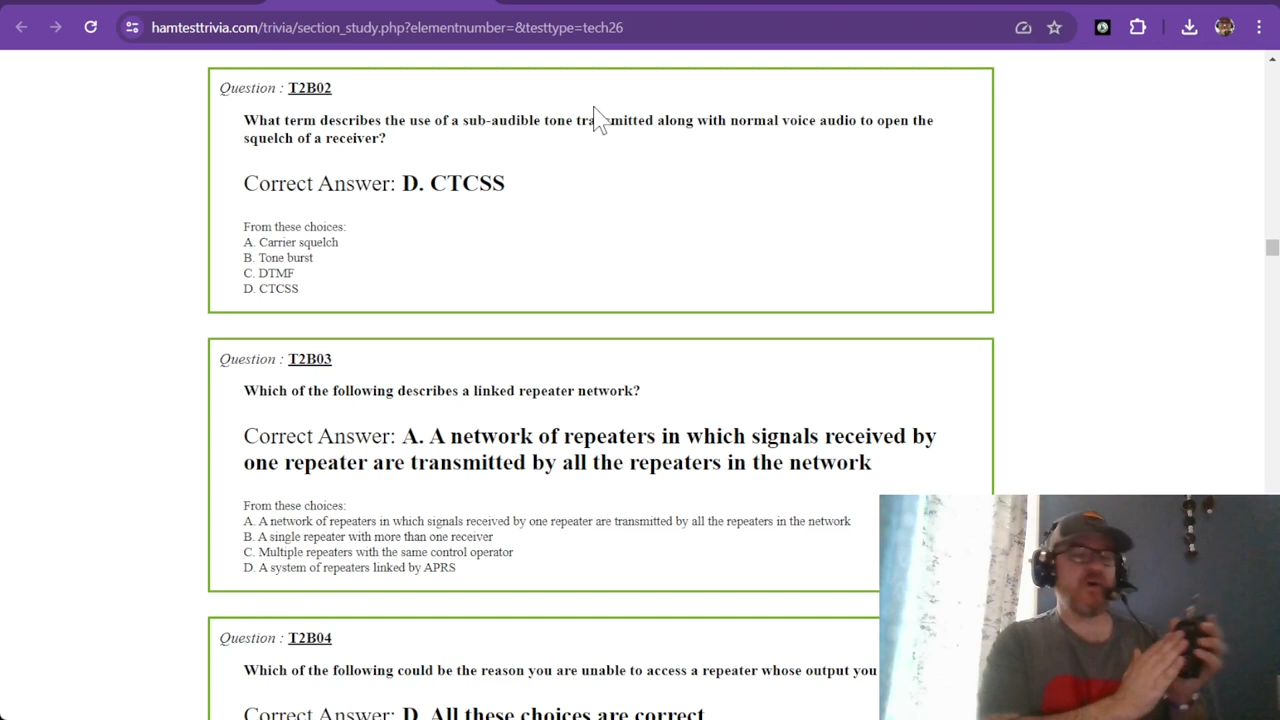 hamtesttrivia.com/trivia/section_study.php?elementnumber=&testtype=tech26
Question : T2B02
What term describes the use of a sub-audible tone transmitted along with normal voice audio to open the
squelch of a receiver?
Correct Answer: D. CTCSS
From these choices:
A. Carrier squelch
B. Tone burst
C. DTMF
D. CTCSS
Question : T2B03
Which of the following describes a linked repeater network?
Correct Answer: A. A network of repeaters in which signals received by
one repeater are transmitted by all the repeaters in the network
From these choices:
A. A network of repeaters in which signals received by one repeater are transmitted by all the repeaters in the network
B. A single repeater with more than one receiver
C. Multiple repeaters with the same control operator
D. A system of repeaters linked by APRS
Question : T2B04
Which of the following could be the reason you are unable to access a repeater whose output you
Correct Answer: D. All these choices are correct